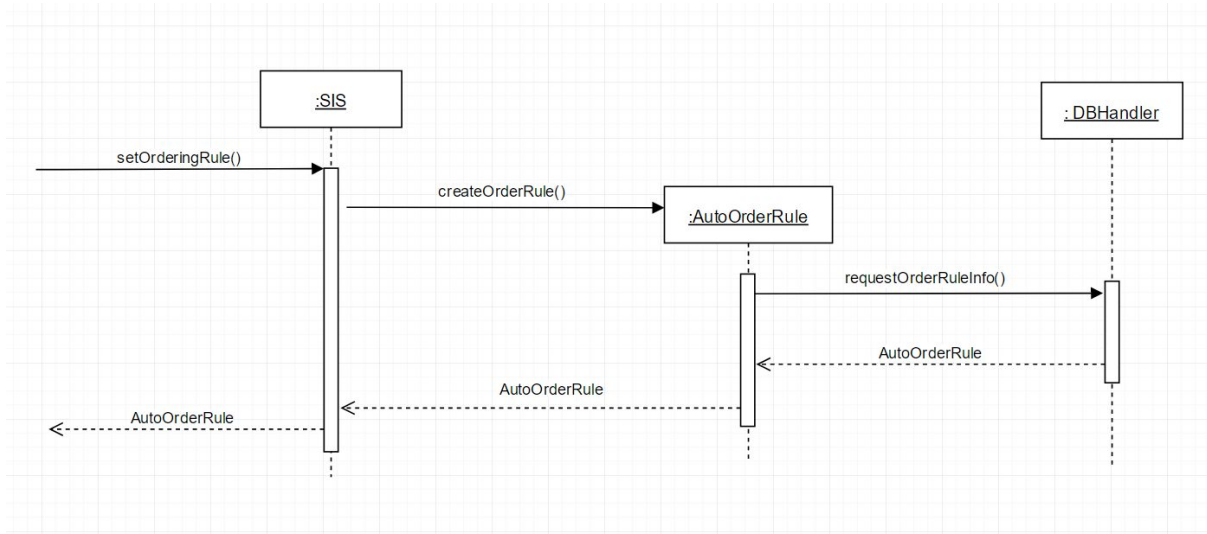 :SIS
: DBHandler
setOrderingRule()
createOrderRule()
:AutoOrderRule
requestOrderRuleInfo()
AutoOrderRule
AutoOrderRule
AutoOrderRule